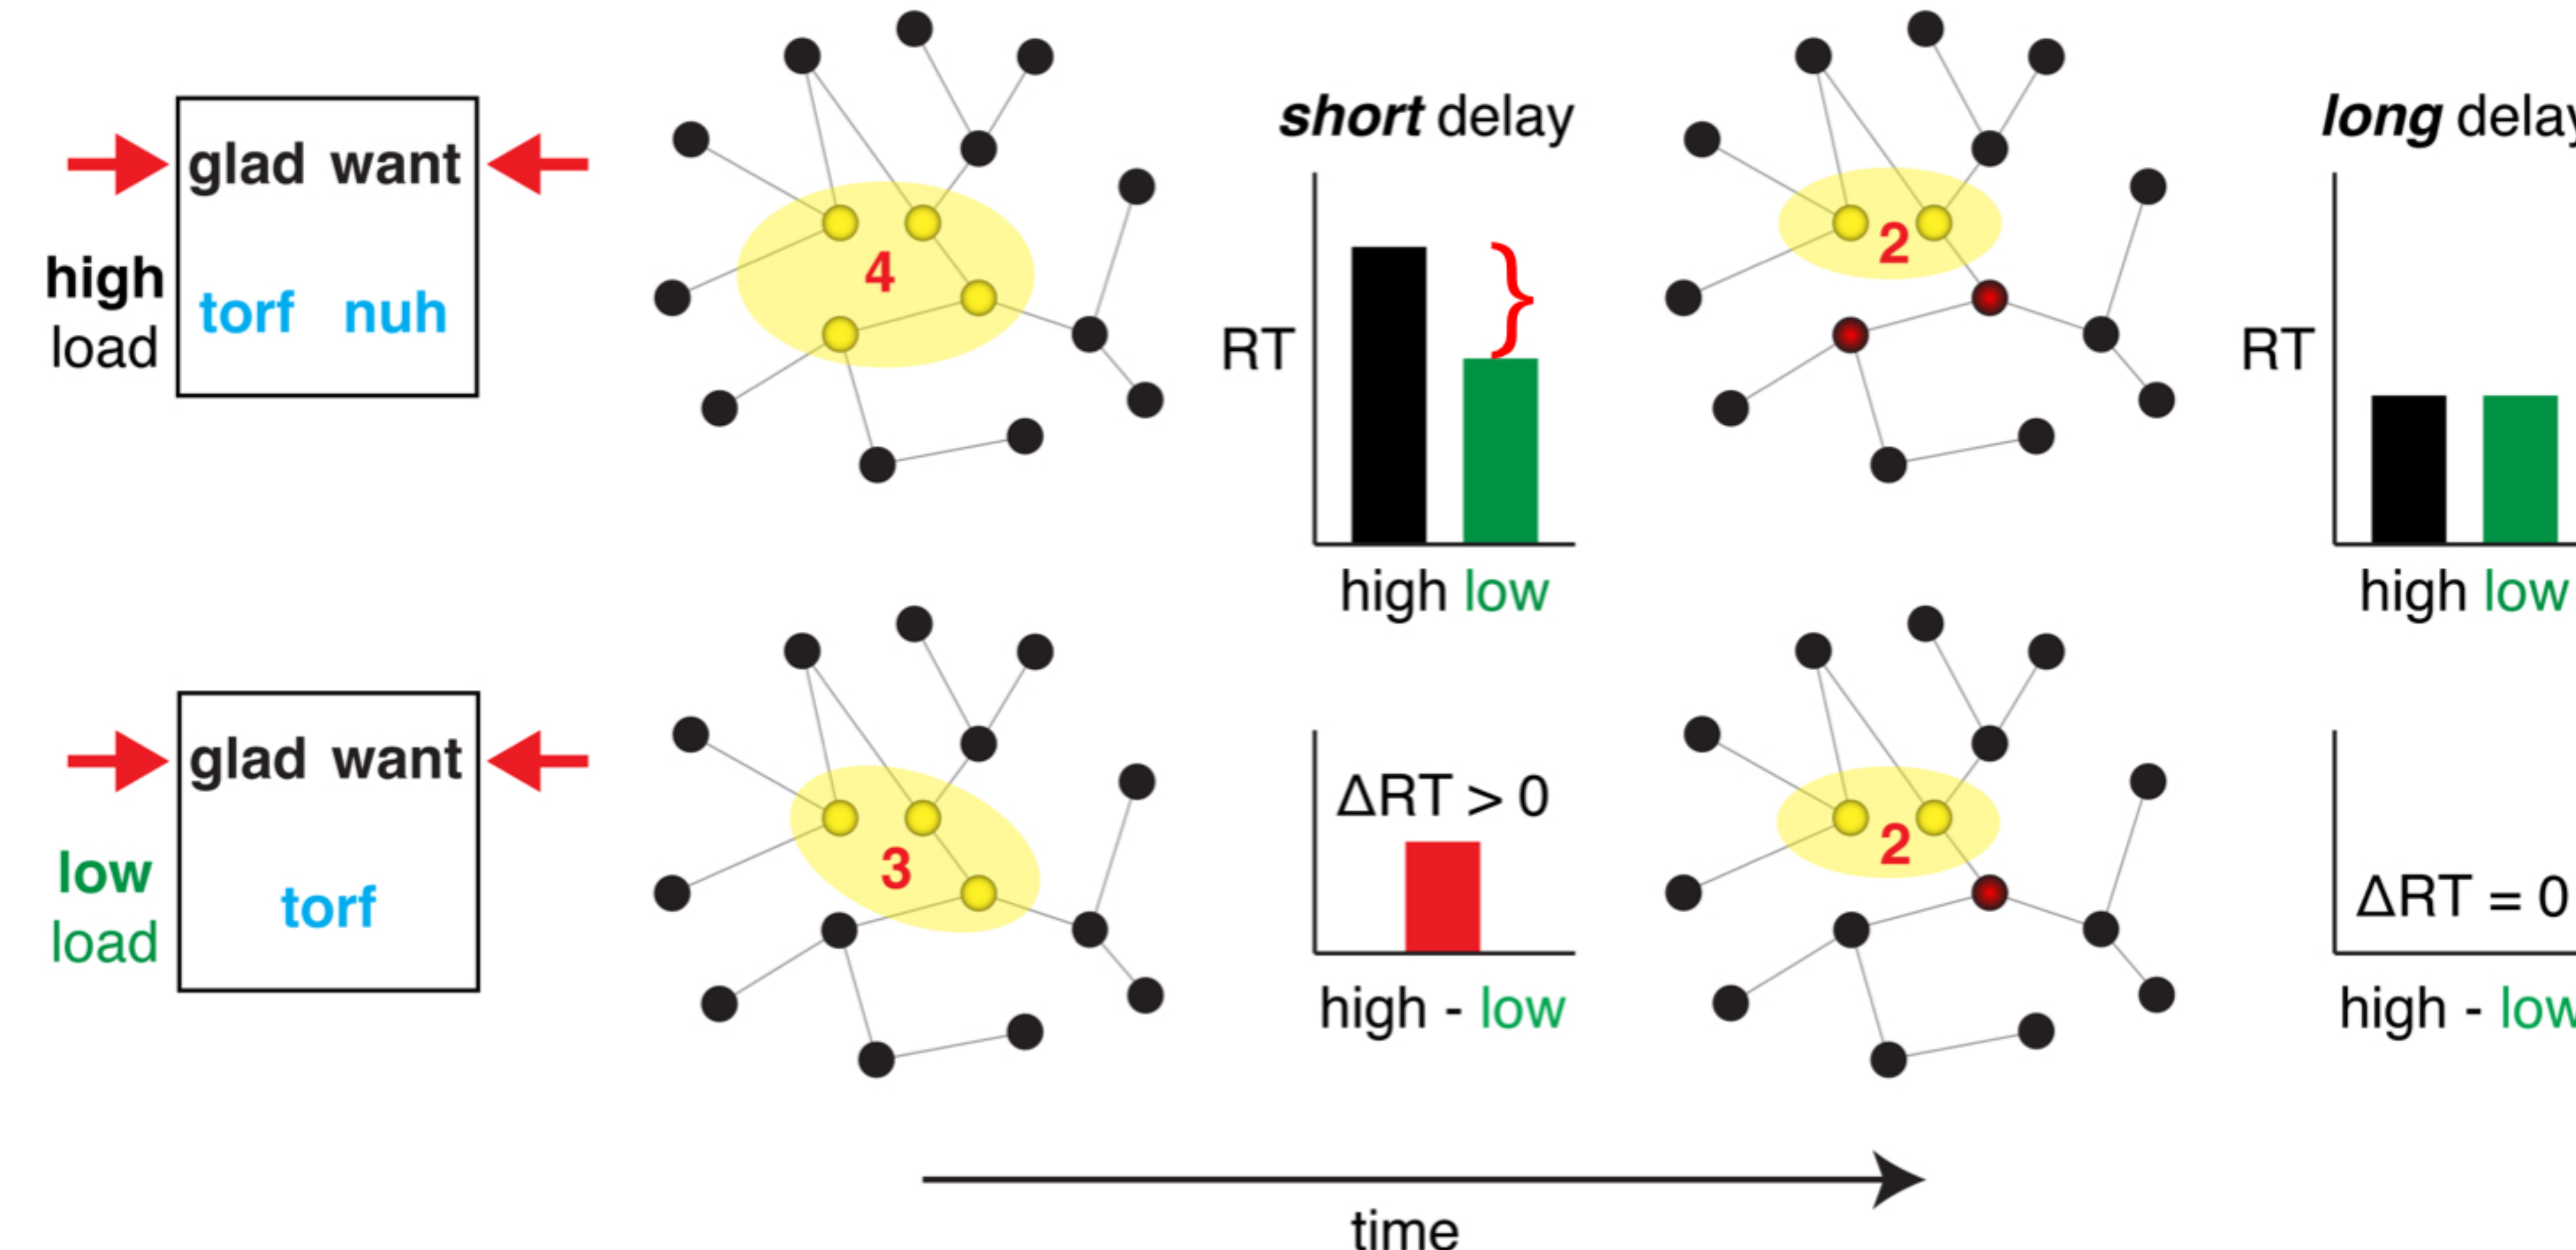 glad want
high
load
torf nuh
4
short delay
RT
high low
2
long delay
RT
high low
glad want
low
load
torf
3
ΔRT > 0
high - low
2
ΔRT = 0
high - low
time